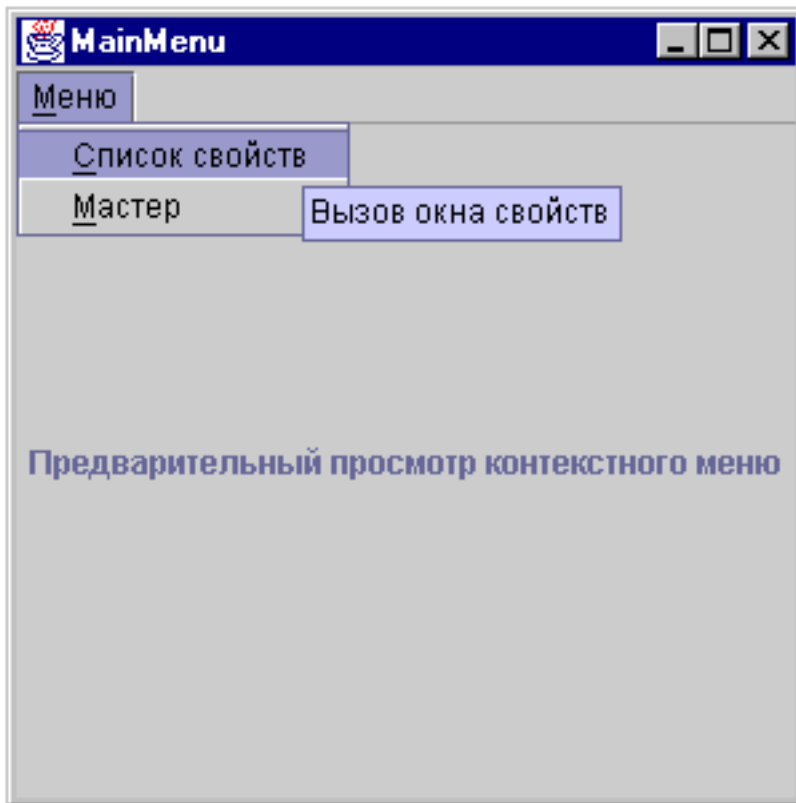 MainMenu
Меню
Список свойств
Мастер
Вызов окна свойств
Предварительный просмотр контекстного меню